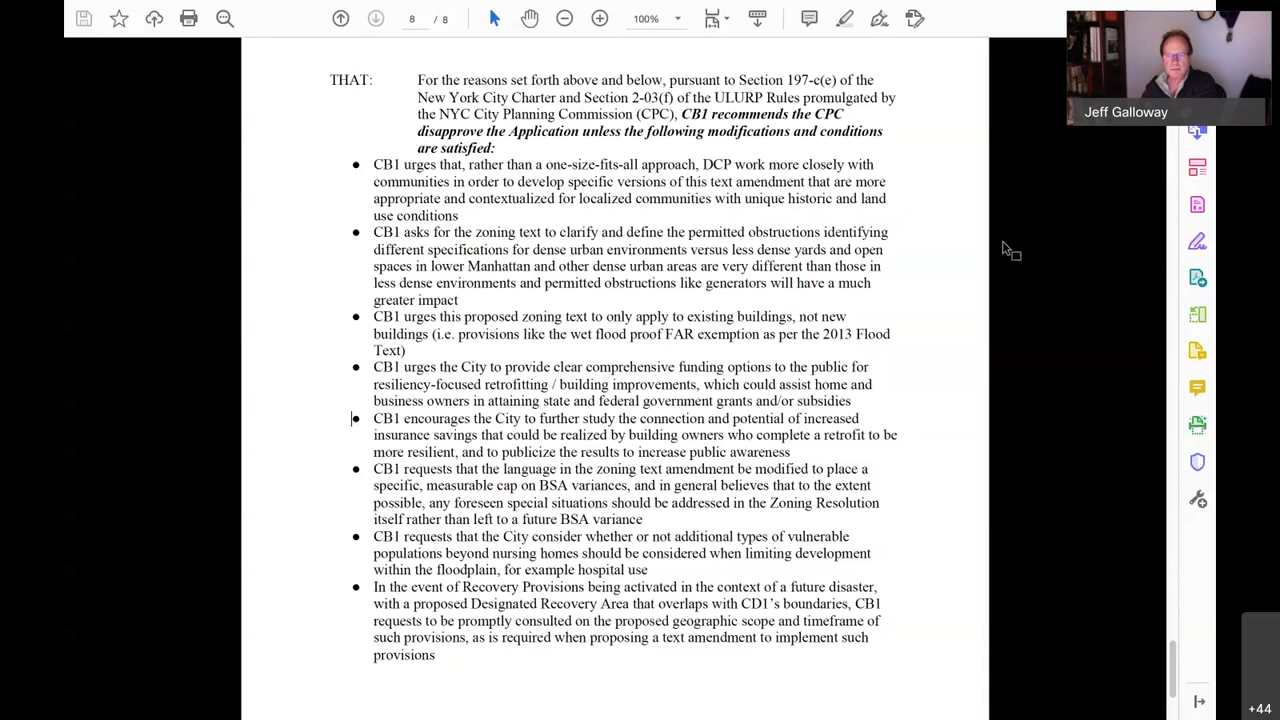 8 / 8
100%
Jeff Galloway
THAT: For the reasons set forth above and below, pursuant to Section 197-c(e) of the
New York City Charter and Section 2-03(f) of the ULURP Rules promulgated by
the NYC City Planning Commission (CPC), CB1 recommends the CPC
disapprove the Application unless the following modifications and conditions
are satisfied:
● CB1 urges that, rather than a one-size-fits-all approach, DCP work more closely with
communities in order to develop specific versions of this text amendment that are more
appropriate and contextualized for localized communities with unique historic and land
use conditions
● CB1 asks for the zoning text to clarify and define the permitted obstructions identifying
different specifications for dense urban environments versus less dense yards and open
spaces in lower Manhattan and other dense urban areas are very different than those in
less dense environments and permitted obstructions like generators will have a much
greater impact
● CB1 urges this proposed zoning text to only apply to existing buildings, not new
buildings (i.e. provisions like the wet flood proof FAR exemption as per the 2013 Flood
Text)
● CB1 urges the City to provide clear comprehensive funding options to the public for
resiliency-focused retrofitting / building improvements, which could assist home and
business owners in attaining state and federal government grants and/or subsidies
● CB1 encourages the City to further study the connection and potential of increased
insurance savings that could be realized by building owners who complete a retrofit to be
more resilient, and to publicize the results to increase public awareness
● CB1 requests that the language in the zoning text amendment be modified to place a
specific, measurable cap on BSA variances, and in general believes that to the extent
possible, any foreseen special situations should be addressed in the Zoning Resolution
itself rather than left to a future BSA variance
● CB1 requests that the City consider whether or not additional types of vulnerable
populations beyond nursing homes should be considered when limiting development
within the floodplain, for example hospital use
● In the event of Recovery Provisions being activated in the context of a future disaster,
with a proposed Designated Recovery Area that overlaps with CD1’s boundaries, CB1
requests to be promptly consulted on the proposed geographic scope and timeframe of
such provisions, as is required when proposing a text amendment to implement such
provisions
+44